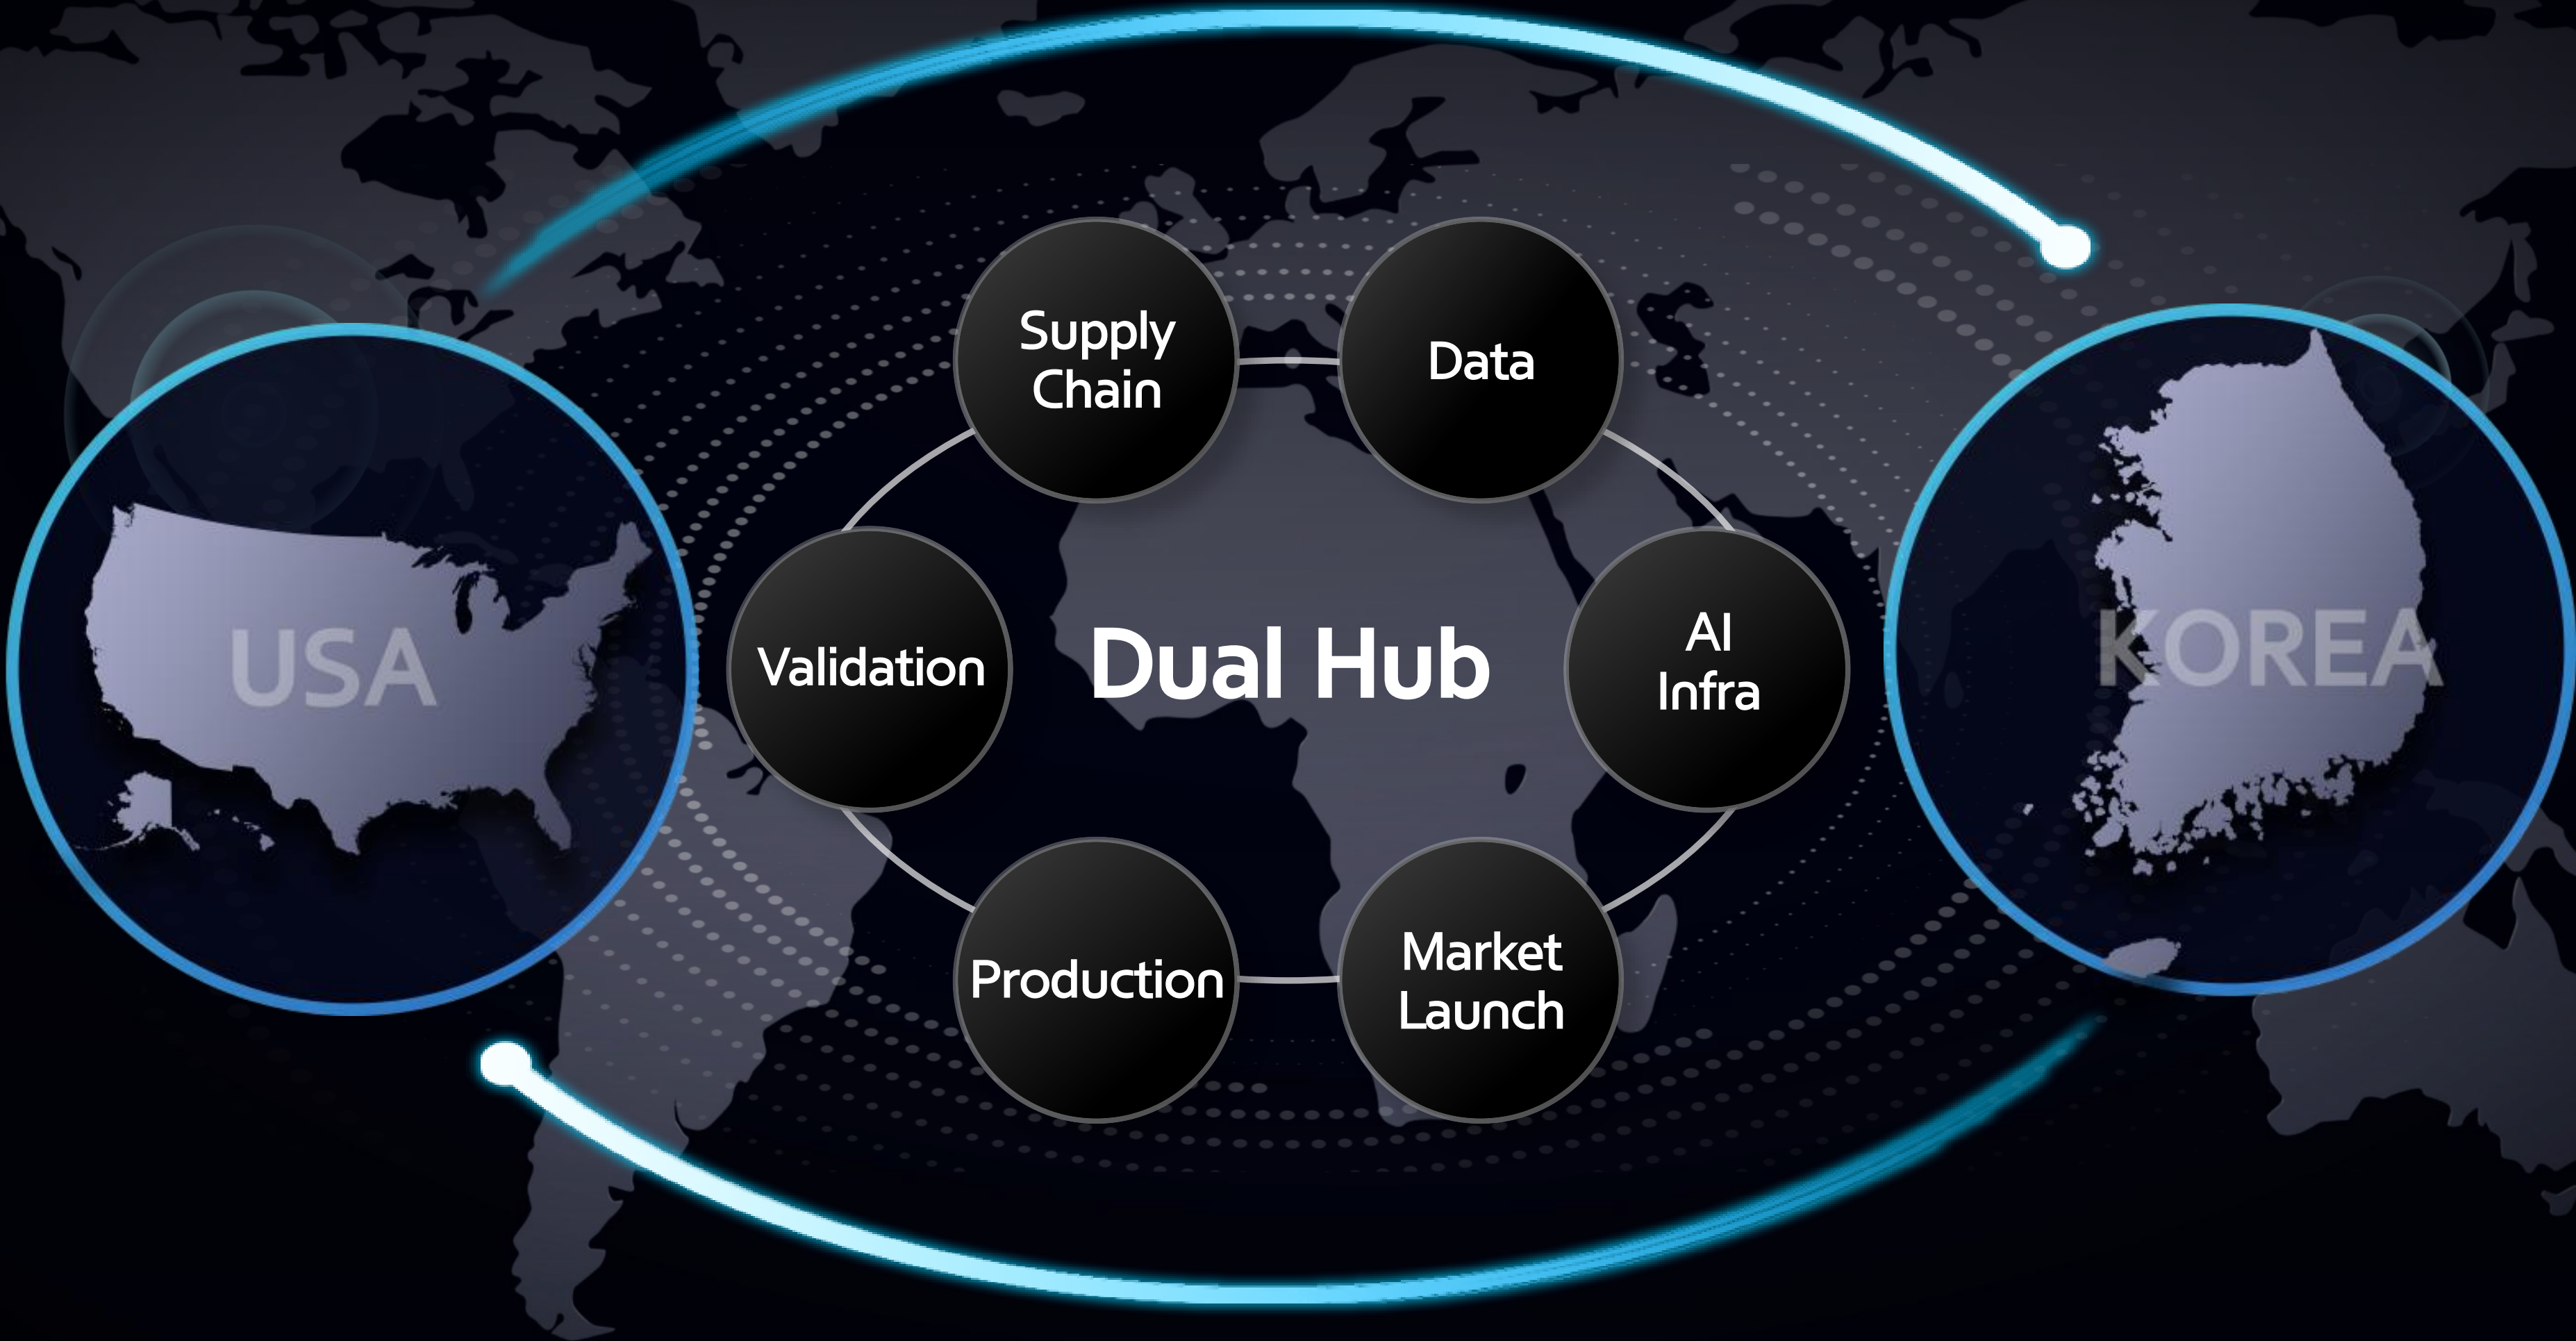 Supply
Chain
Data
Validation
Dual Hub
AI
Infra
USA
KOREA
Production
Market
Launch